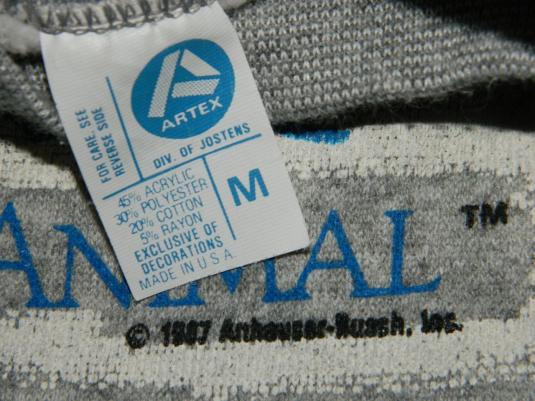 ARTEX
DIV. OF JOSTENS
FOR CARE SEE
REVERSE SIDE
45% ACRYLIC
30% POLYESTER
20% COTTON
5% RAYON
EXCLUSIVE OF
DECORATIONS
MADE IN U.S.A.
M
ANIMAL ™
© 1987 Anheuser-Busch, Inc.